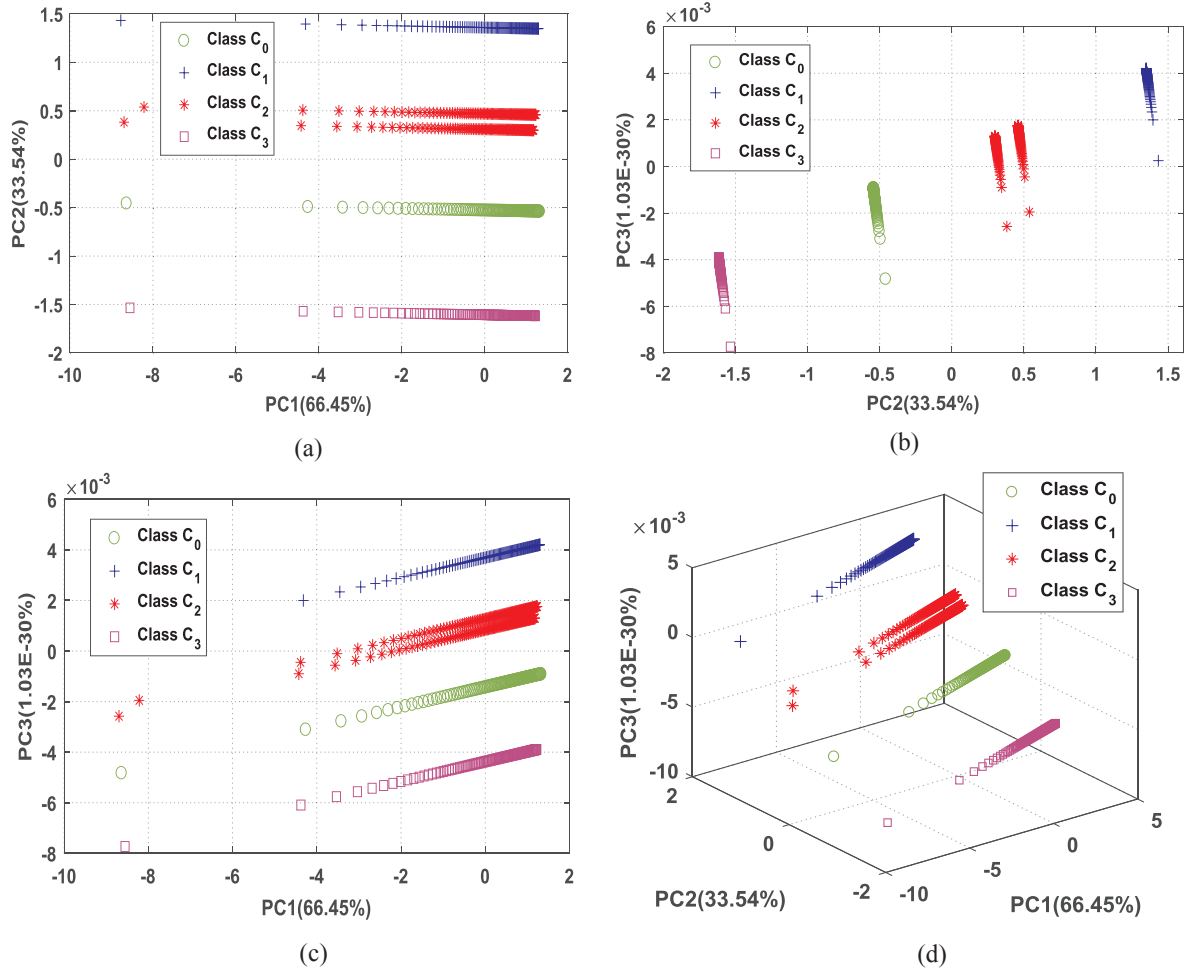 1.5
1
0.5
0
-0.5
-1
-1.5
-2
-10 -8 -6 -4 -2 0 2
PC2(33.54%)
PC1(66.45%)
Class C0
Class C1
Class C2
Class C3
(a)
×10-3
6
4
2
0
-2
-4
-6
-8
-2 -1.5 -1 -0.5 0 0.5 1 1.5
PC3(1.03E-30%)
PC2(33.54%)
Class C0
Class C1
Class C2
Class C3
(b)
×10-3
6
4
2
0
-2
-4
-6
-8
-10 -8 -6 -4 -2 0 2
PC3(1.03E-30%)
PC1(66.45%)
Class C0
Class C1
Class C2
Class C3
(c)
×10-3
5
0
-5
-10
2
0
-2
-10
-5
0
5
PC3(1.03E-30%)
PC2(33.54%)
PC1(66.45%)
Class C0
Class C1
Class C2
Class C3
(d)